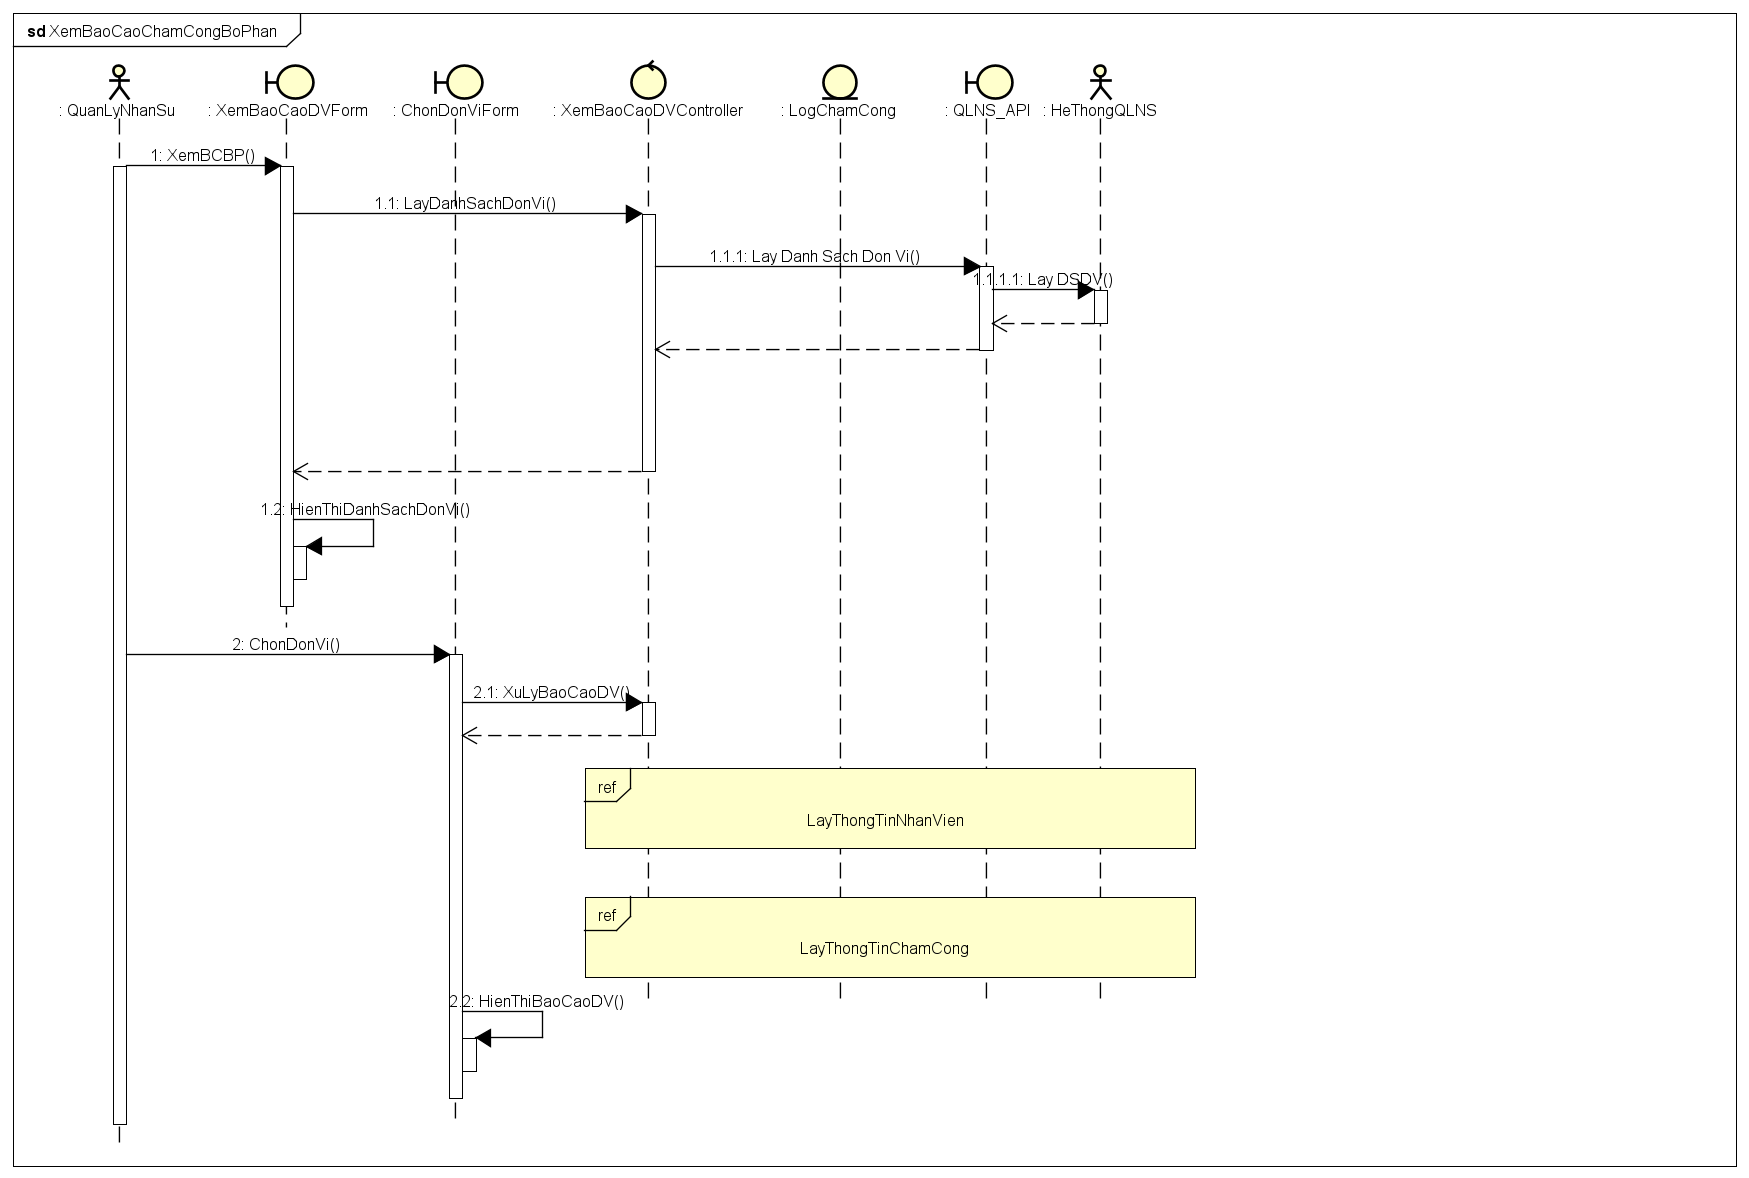 sd XemBaoCaoChamCongBoPhan
: QuanLyNhanSu
: XemBaoCaoDVForm
: ChonDonViForm
: XemBaoCaoDVController
: LogChamCong
: QLNS_API
: HeThongQLNS
1: XemBCBP()
1.1: LayDanhSachDonVi()
1.1.1: Lay Danh Sach Don Vi()
1.1.1.1: Lay DSDV()
1.2: HienThiDanhSachDonVi()
2: ChonDonVi()
2.1: XuLyBaoCaoDV()
ref
LayThongTinNhanVien
ref
LayThongTinChamCong
2.2: HienThiBaoCaoDV()